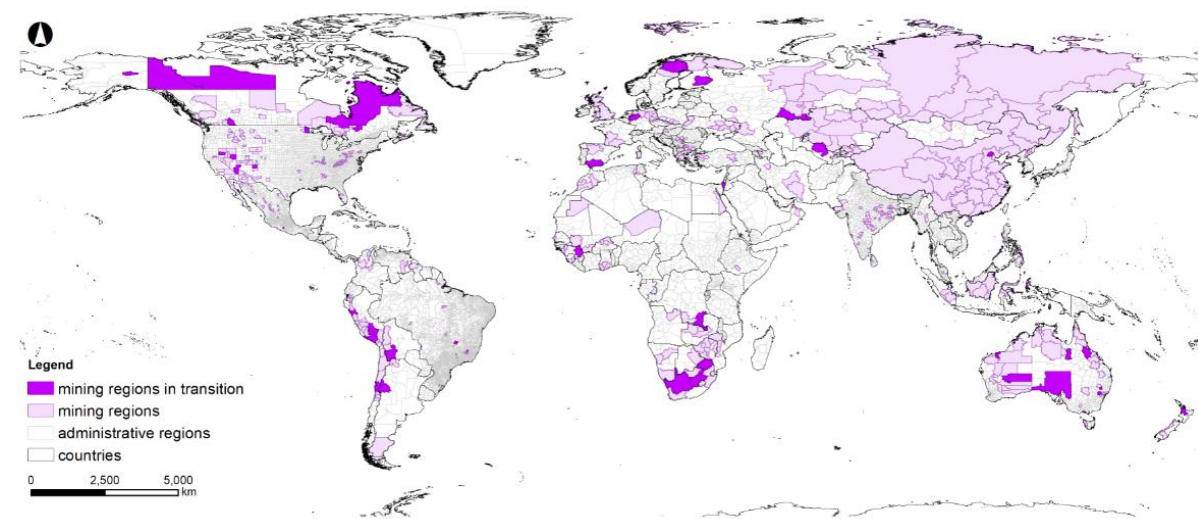 Legend
mining regions in transition
mining regions
administrative regions
countries
0 2,500 5,000
km